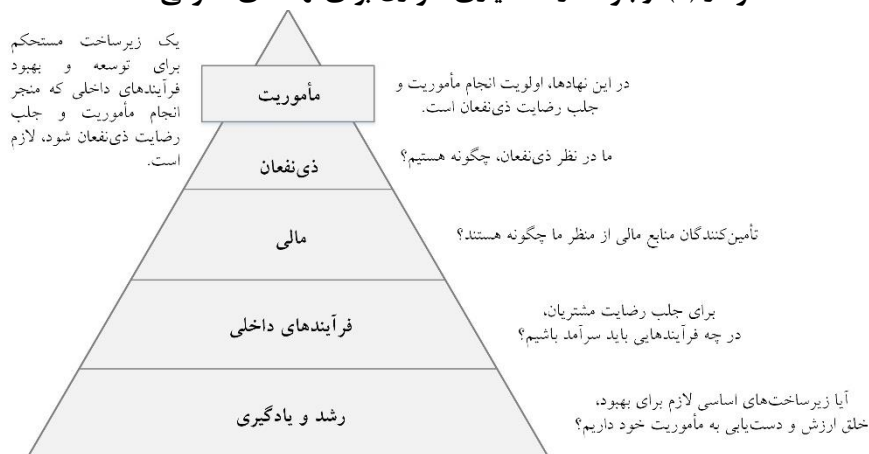 یک زیرساخت مستحکم
برای توسعه و بهبود
فرآیندهای داخلی که منجر
انجام مأموریت و جلب
رضایت ذی‌نفعان شود، لازم
است.
مأموریت
در این نهادها، اولویت انجام مأموریت و
جلب رضایت ذی‌نفعان است.
ذی‌نفعان
ما در نظر ذی‌نفعان، چگونه هستیم؟
مالی
تأمین‌کنندگان منابع مالی از منظر ما چگونه هستند؟
فرآیندهای داخلی
برای جلب رضایت مشتریان،
در چه فرآیندهایی باید سرآمد باشیم؟
رشد و یادگیری
آیا زیرساخت‌های اساسی لازم برای بهبود،
خلق ارزش و دست‌یابی به مأموریت خود داریم؟